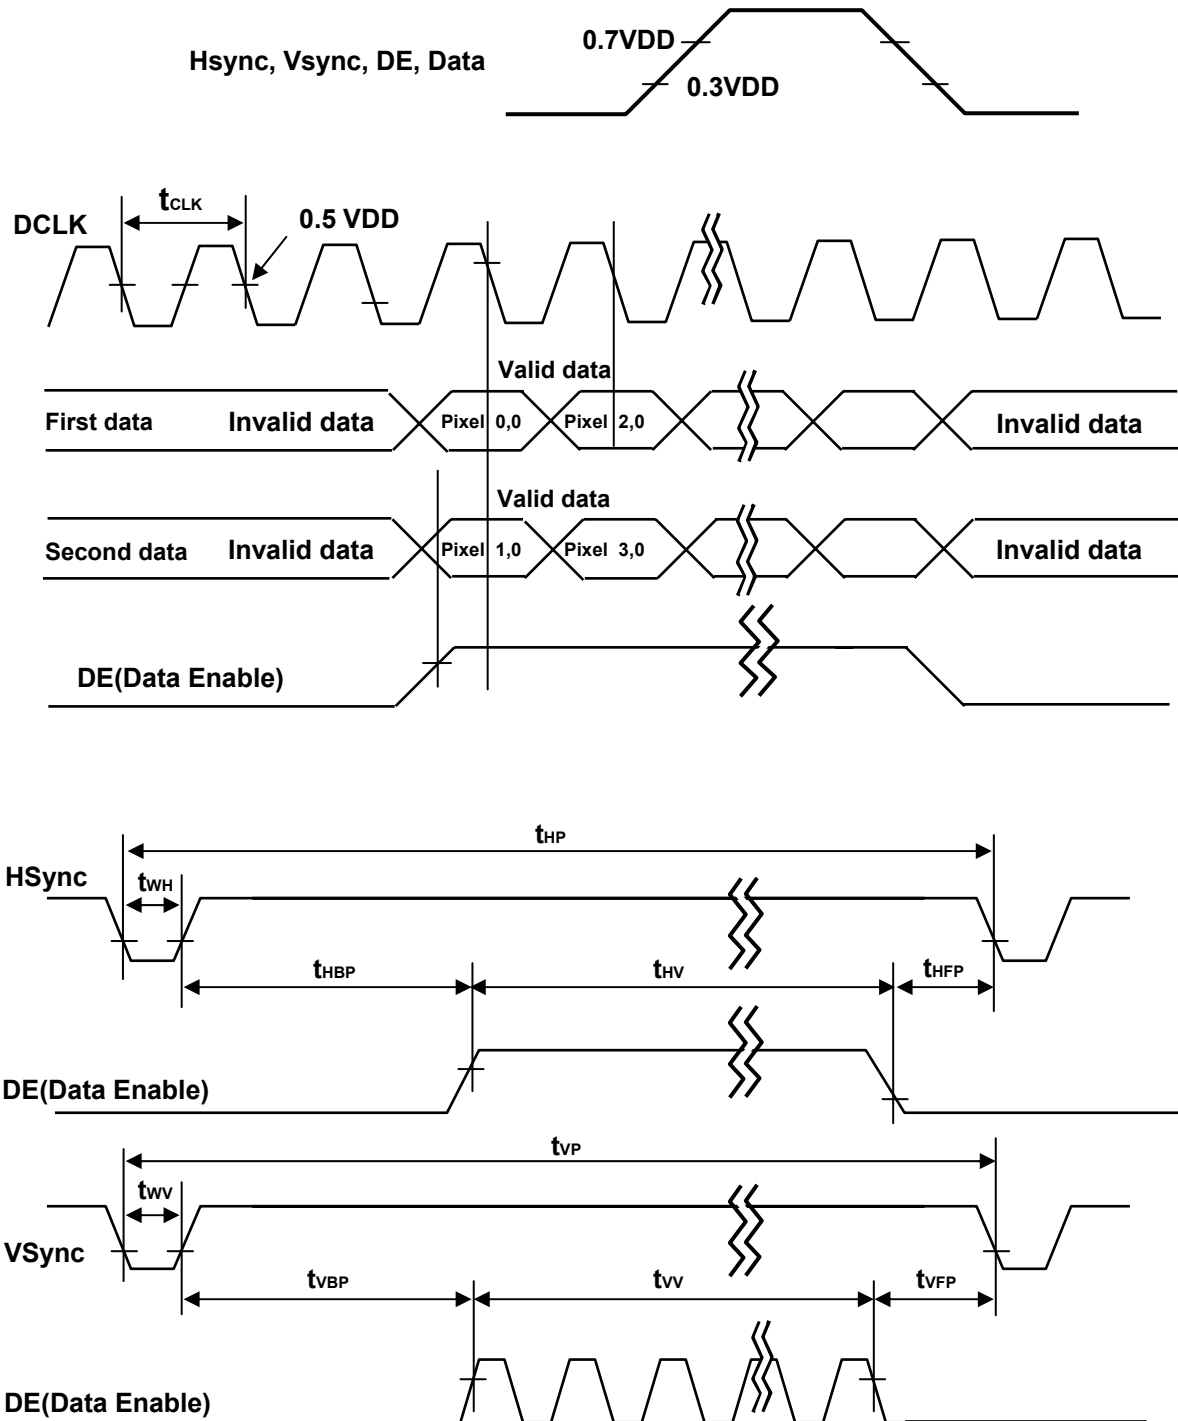 0.7VDD
Hsync, Vsync, DE, Data
0.3VDD
tCLK
DCLK
0.5 VDD
Valid data
First data
Invalid data
Pixel 0,0
Pixel 2,0
Invalid data
Valid data
Second data
Invalid data
Pixel 1,0
Pixel 3,0
Invalid data
DE(Data Enable)
tHP
HSync
tWH
tHBP
tHV
tHFP
DE(Data Enable)
tVP
tWV
VSync
tVBP
tVV
tVFP
DE(Data Enable)